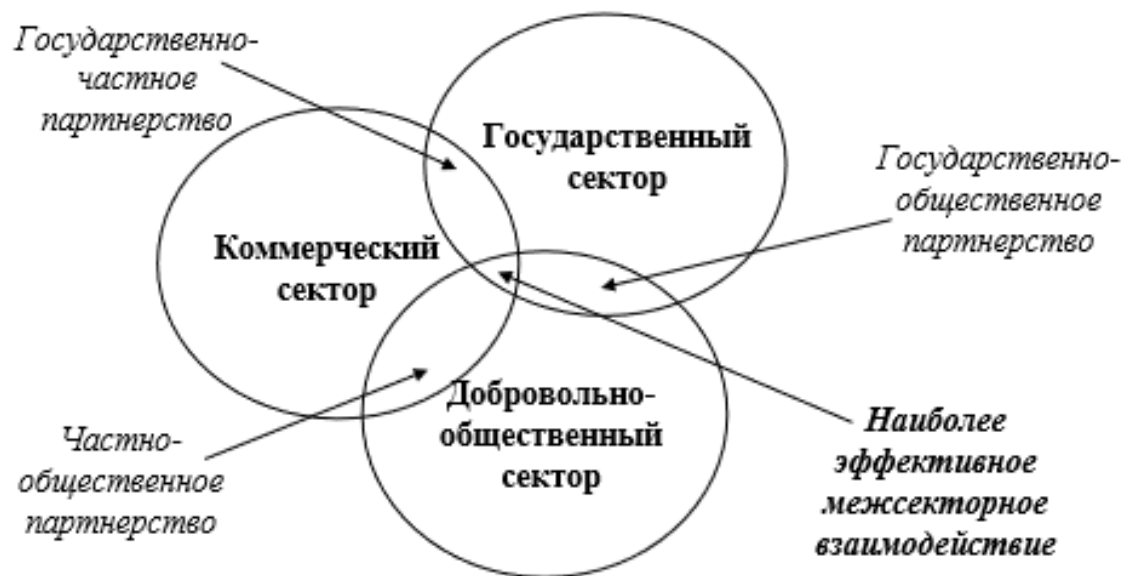 Государственно-
частное
партнерство
Государственный
сектор
Государственно-
общественное
партнерство
Коммерческий
сектор
Добровольно-
общественный
сектор
Частно-
общественное
партнерство
Наиболее
эффективное
межсекторное
взаимодействие